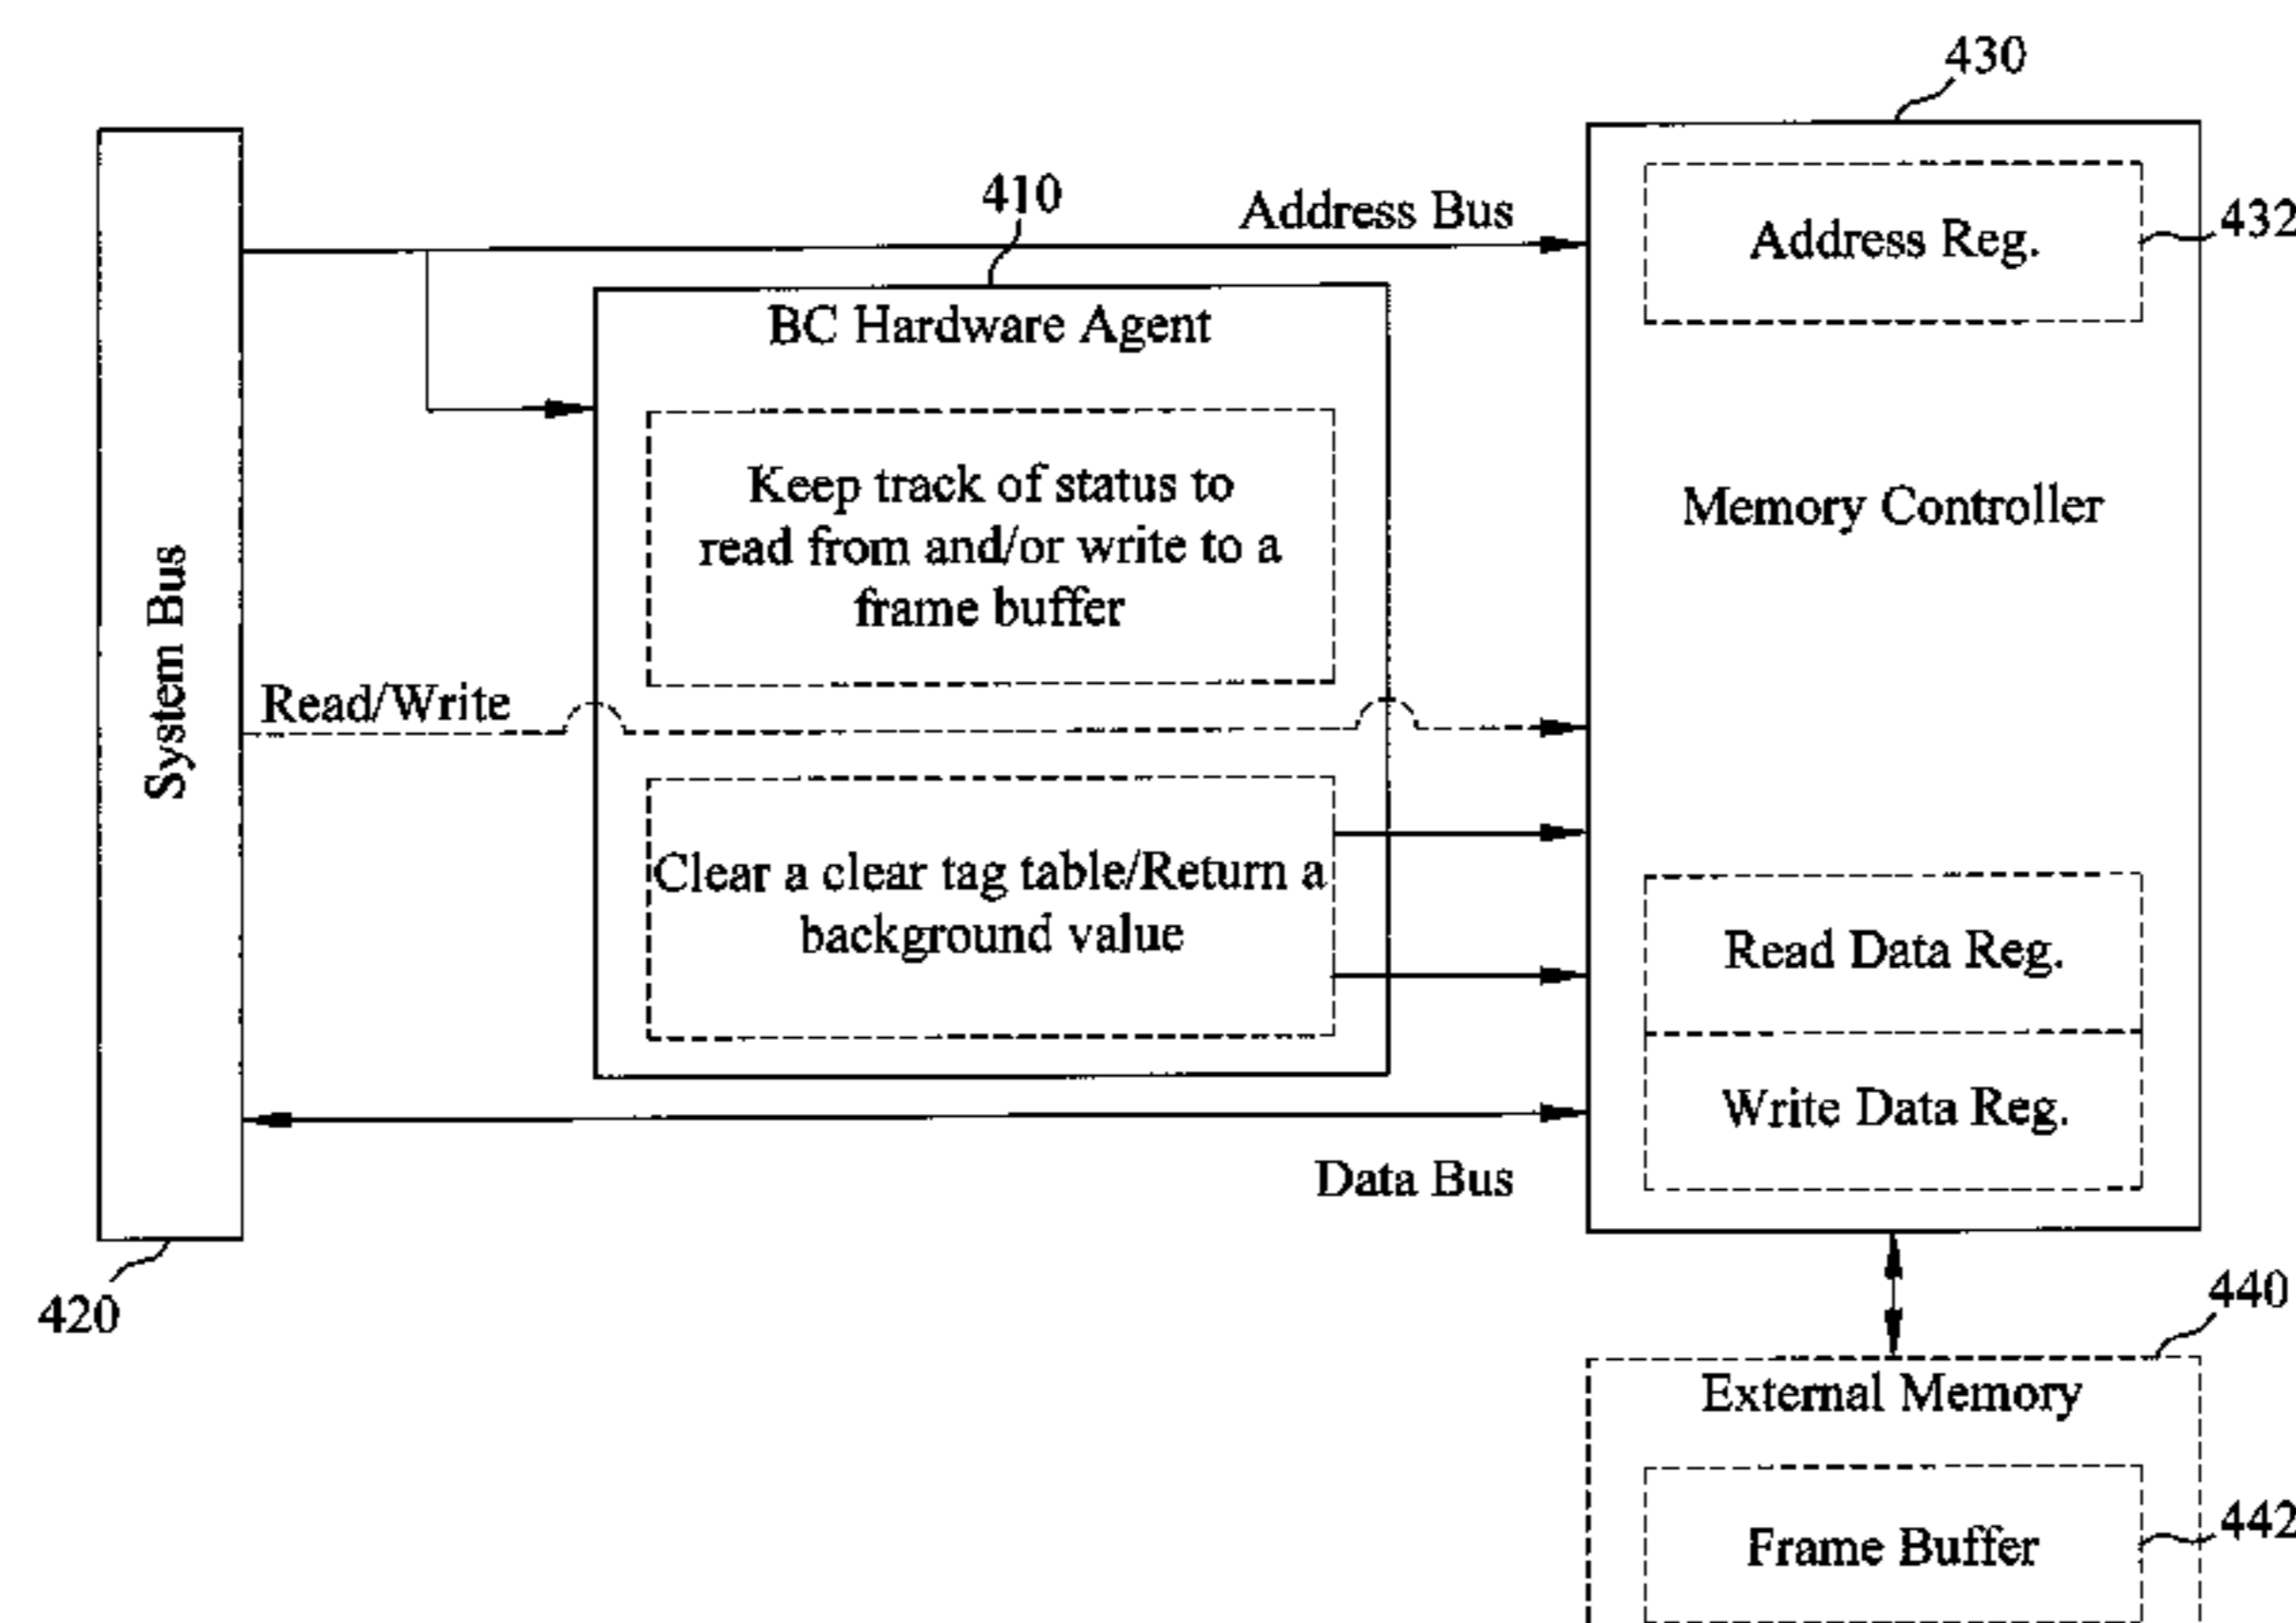 430
410
Address Bus
Address Reg.
432
BC Hardware Agent
Keep track of status to
read from and/or write to a
frame buffer
Memory Controller
System Bus
Read/Write
Clear a clear tag table/Return a
background value
Read Data Reg.
Write Data Reg.
Data Bus
420
440
External Memory
Frame Buffer
442